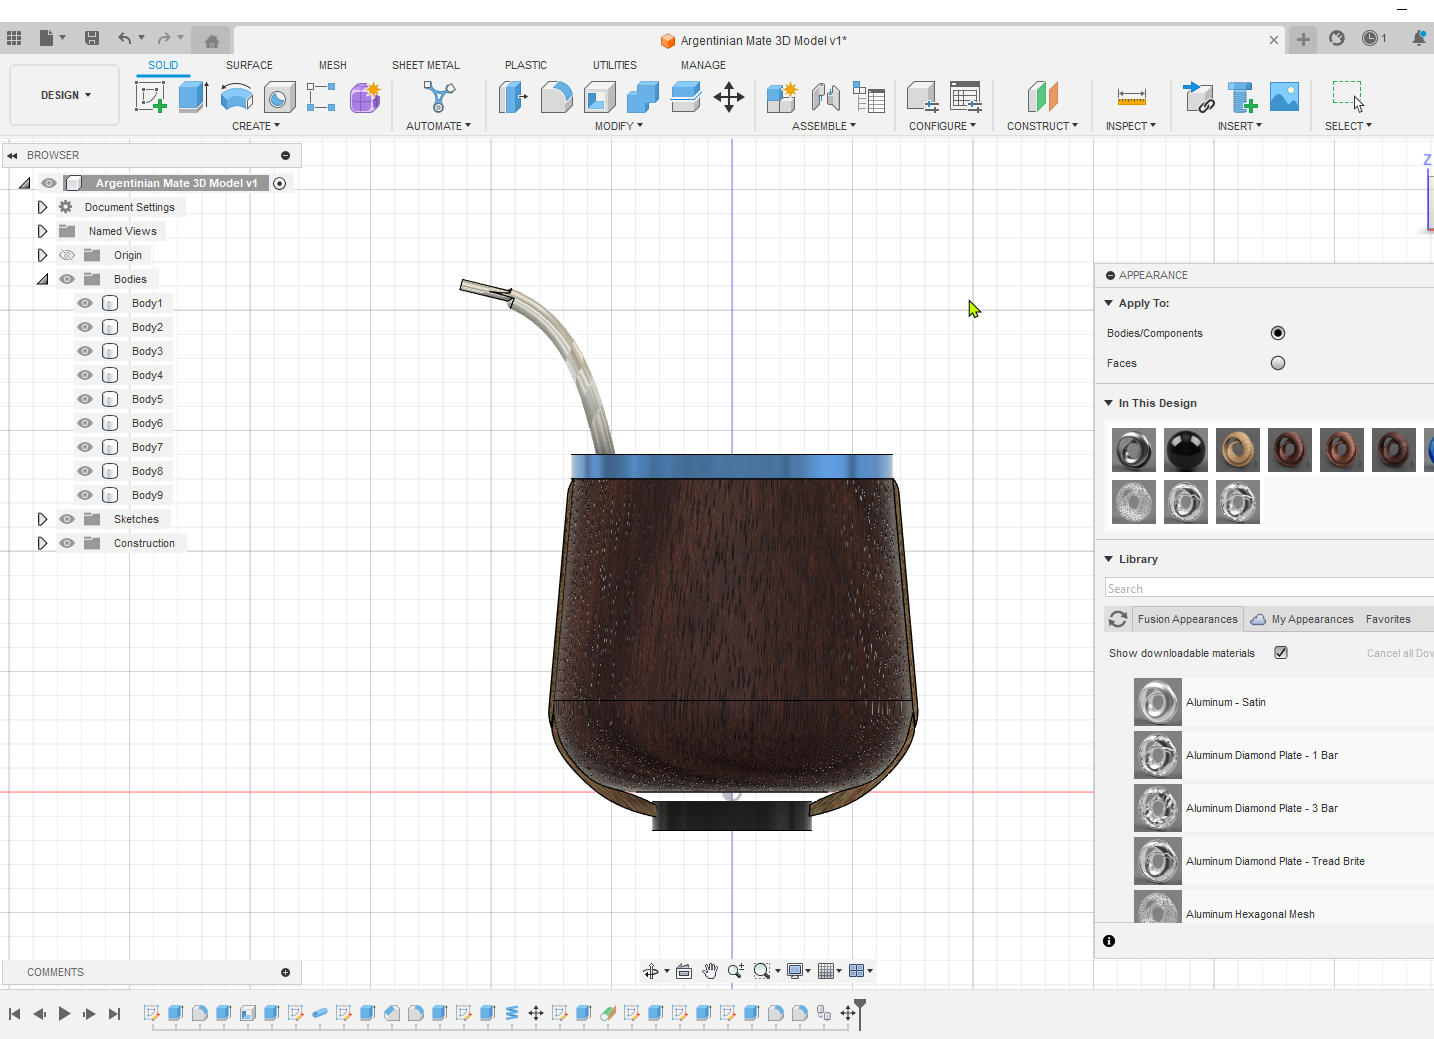 Argentinian Mate 3D Model v1*
1
DESIGN
SOLID SURFACE MESH SHEET METAL PLASTIC UTILITIES MANAGE
CREATE AUTOMATE MODIFY ASSEMBLE CONFIGURE CONSTRUCT INSPECT INSERT SELECT
BROWSER
Argentinian Mate 3D Model v1
Document Settings
Named Views
Origin
Bodies
Body1
Body2
Body3
Body4
Body5
Body6
Body7
Body8
Body9
Sketches
Construction
Z
APPEARANCE
Apply To:
Bodies/Components
Faces
In This Design
Library
Search
Fusion Appearances My Appearances Favorites
Show downloadable materials Cancel all Dow
Aluminum - Satin
Aluminum Diamond Plate - 1 Bar
Aluminum Diamond Plate - 3 Bar
Aluminum Diamond Plate - Tread Brite
Aluminum Hexagonal Mesh
COMMENTS